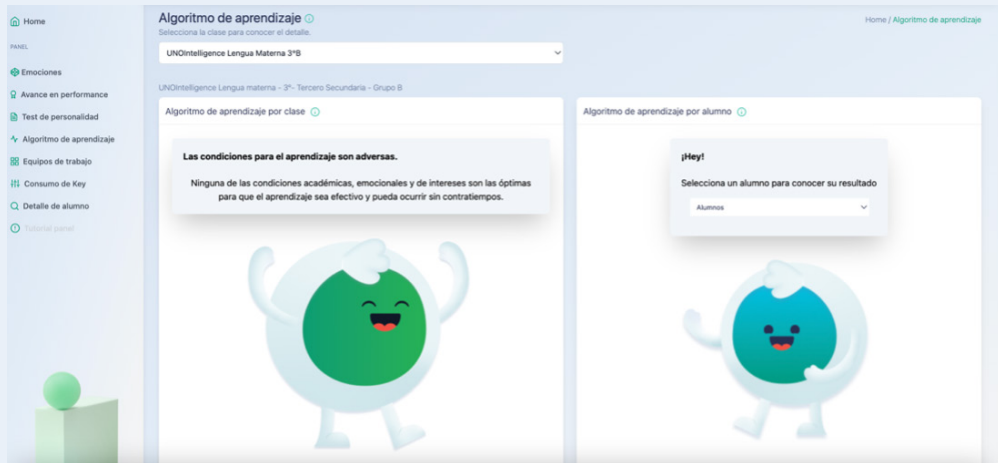 Home
PANEL
Emociones
Avance en performance
Test de personalidad
Algoritmo de aprendizaje
Equipos de trabajo
Consumo de Key
Detalle de alumno
Tutorial panel
Algoritmo de aprendizaje
Home / Algoritmo de aprendizaje
Selecciona la clase para conocer el detalle.
UNOIntelligence Lengua Materna 3°B
UNOIntelligence Lengua materna - 3°- Tercero Secundaria - Grupo B
Algoritmo de aprendizaje por clase
Las condiciones para el aprendizaje son adversas.
Ninguna de las condiciones académicas, emocionales y de intereses son las óptimas
para que el aprendizaje sea efectivo y pueda ocurrir sin contratiempos.
Algoritmo de aprendizaje por alumno
¡Hey!
Selecciona un alumno para conocer su resultado
Alumnos